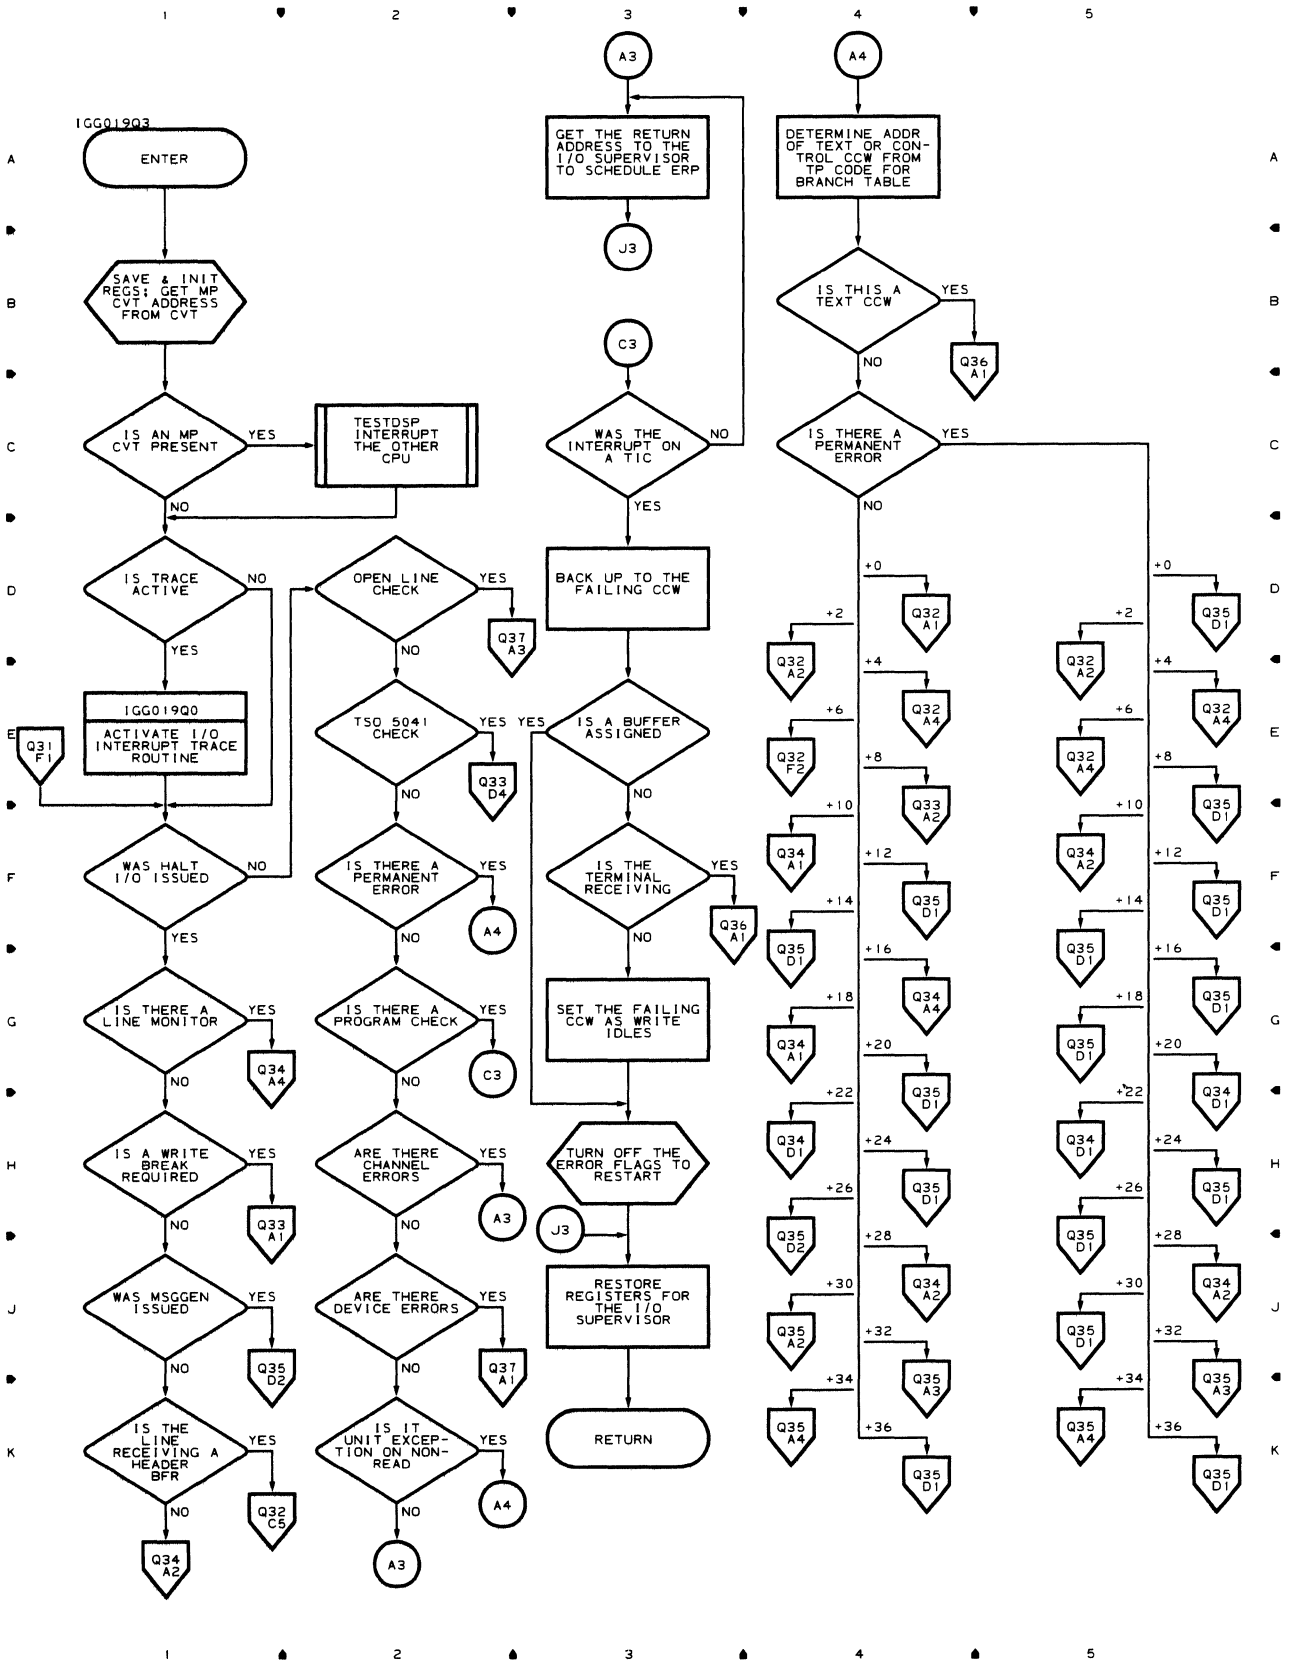 1 2 3 4 5
A3
A4
IGG019Q3
A
ENTER
GET THE RETURN
ADDRESS TO THE
I/O SUPERVISOR
TO SCHEDULE ERP
DETERMINE ADDR
OF TEXT OR CON-
TROL CCW FROM
TP CODE FOR
BRANCH TABLE
A
J3
B
SAVE & INIT
REGS; GET MP
CVT ADDRESS
FROM CVT
IS THIS A
TEXT CCW
YES
NO
Q36
A1
B
C3
C
IS AN MP
CVT PRESENT
YES
NO
TESTDSP
INTERRUPT
THE OTHER
CPU
WAS THE
INTERRUPT ON
A TIC
NO
YES
IS THERE A
PERMANENT
ERROR
YES
NO
C
D
IS TRACE
ACTIVE
NO
YES
OPEN LINE
CHECK
YES
NO
Q37
A3
BACK UP TO THE
FAILING CCW
+0
Q32
A1
+2
Q32
A2
+0
Q35
D1
+2
Q32
A2
D
E
Q31
F1
IGG019Q0
ACTIVATE I/O
INTERRUPT TRACE
ROUTINE
TSO 5041
CHECK
YES
NO
Q33
D4
IS A BUFFER
ASSIGNED
YES
NO
+4
Q32
A4
+6
Q32
F2
+8
Q33
A2
+4
Q32
A4
+6
Q32
A4
+8
Q35
D1
E
F
WAS HALT
I/O ISSUED
NO
YES
IS THERE A
PERMANENT
ERROR
YES
NO
A4
IS THE
TERMINAL
RECEIVING
YES
NO
Q36
A1
+10
Q34
A1
+12
Q35
D1
+14
Q35
D1
+10
Q34
A2
+12
Q35
D1
+14
Q35
D1
F
G
IS THERE A
LINE MONITOR
YES
NO
Q34
A4
IS THERE A
PROGRAM CHECK
YES
NO
C3
SET THE FAILING
CCW AS WRITE
IDLES
+16
Q34
A4
+18
Q34
A1
+20
Q35
D1
+16
Q35
D1
+18
Q35
D1
+20
Q34
D1
G
H
IS A WRITE
BREAK
REQUIRED
YES
NO
Q33
A1
ARE THERE
CHANNEL
ERRORS
YES
NO
A3
TURN OFF THE
ERROR FLAGS TO
RESTART
J3
+22
Q34
D1
+24
Q35
D1
+26
Q35
D2
+22
Q34
D1
+24
Q35
D1
+26
Q35
D1
H
J
WAS MSGGEN
ISSUED
YES
NO
Q35
D2
ARE THERE
DEVICE ERRORS
YES
NO
Q37
A1
RESTORE
REGISTERS FOR
THE I/O
SUPERVISOR
+28
Q34
A2
+30
Q35
A2
+32
Q35
A3
+28
Q34
A2
+30
Q35
D1
+32
Q35
A3
J
K
IS THE
LINE
RECEIVING A
HEADER
BFR
YES
NO
Q32
C5
Q34
A2
IS IT
UNIT EXCEP-
TION ON NON-
READ
YES
NO
A4
A3
RETURN
+34
Q35
A4
+36
Q35
D1
+34
Q35
A4
+36
Q35
D1
K
1 2 3 4 5